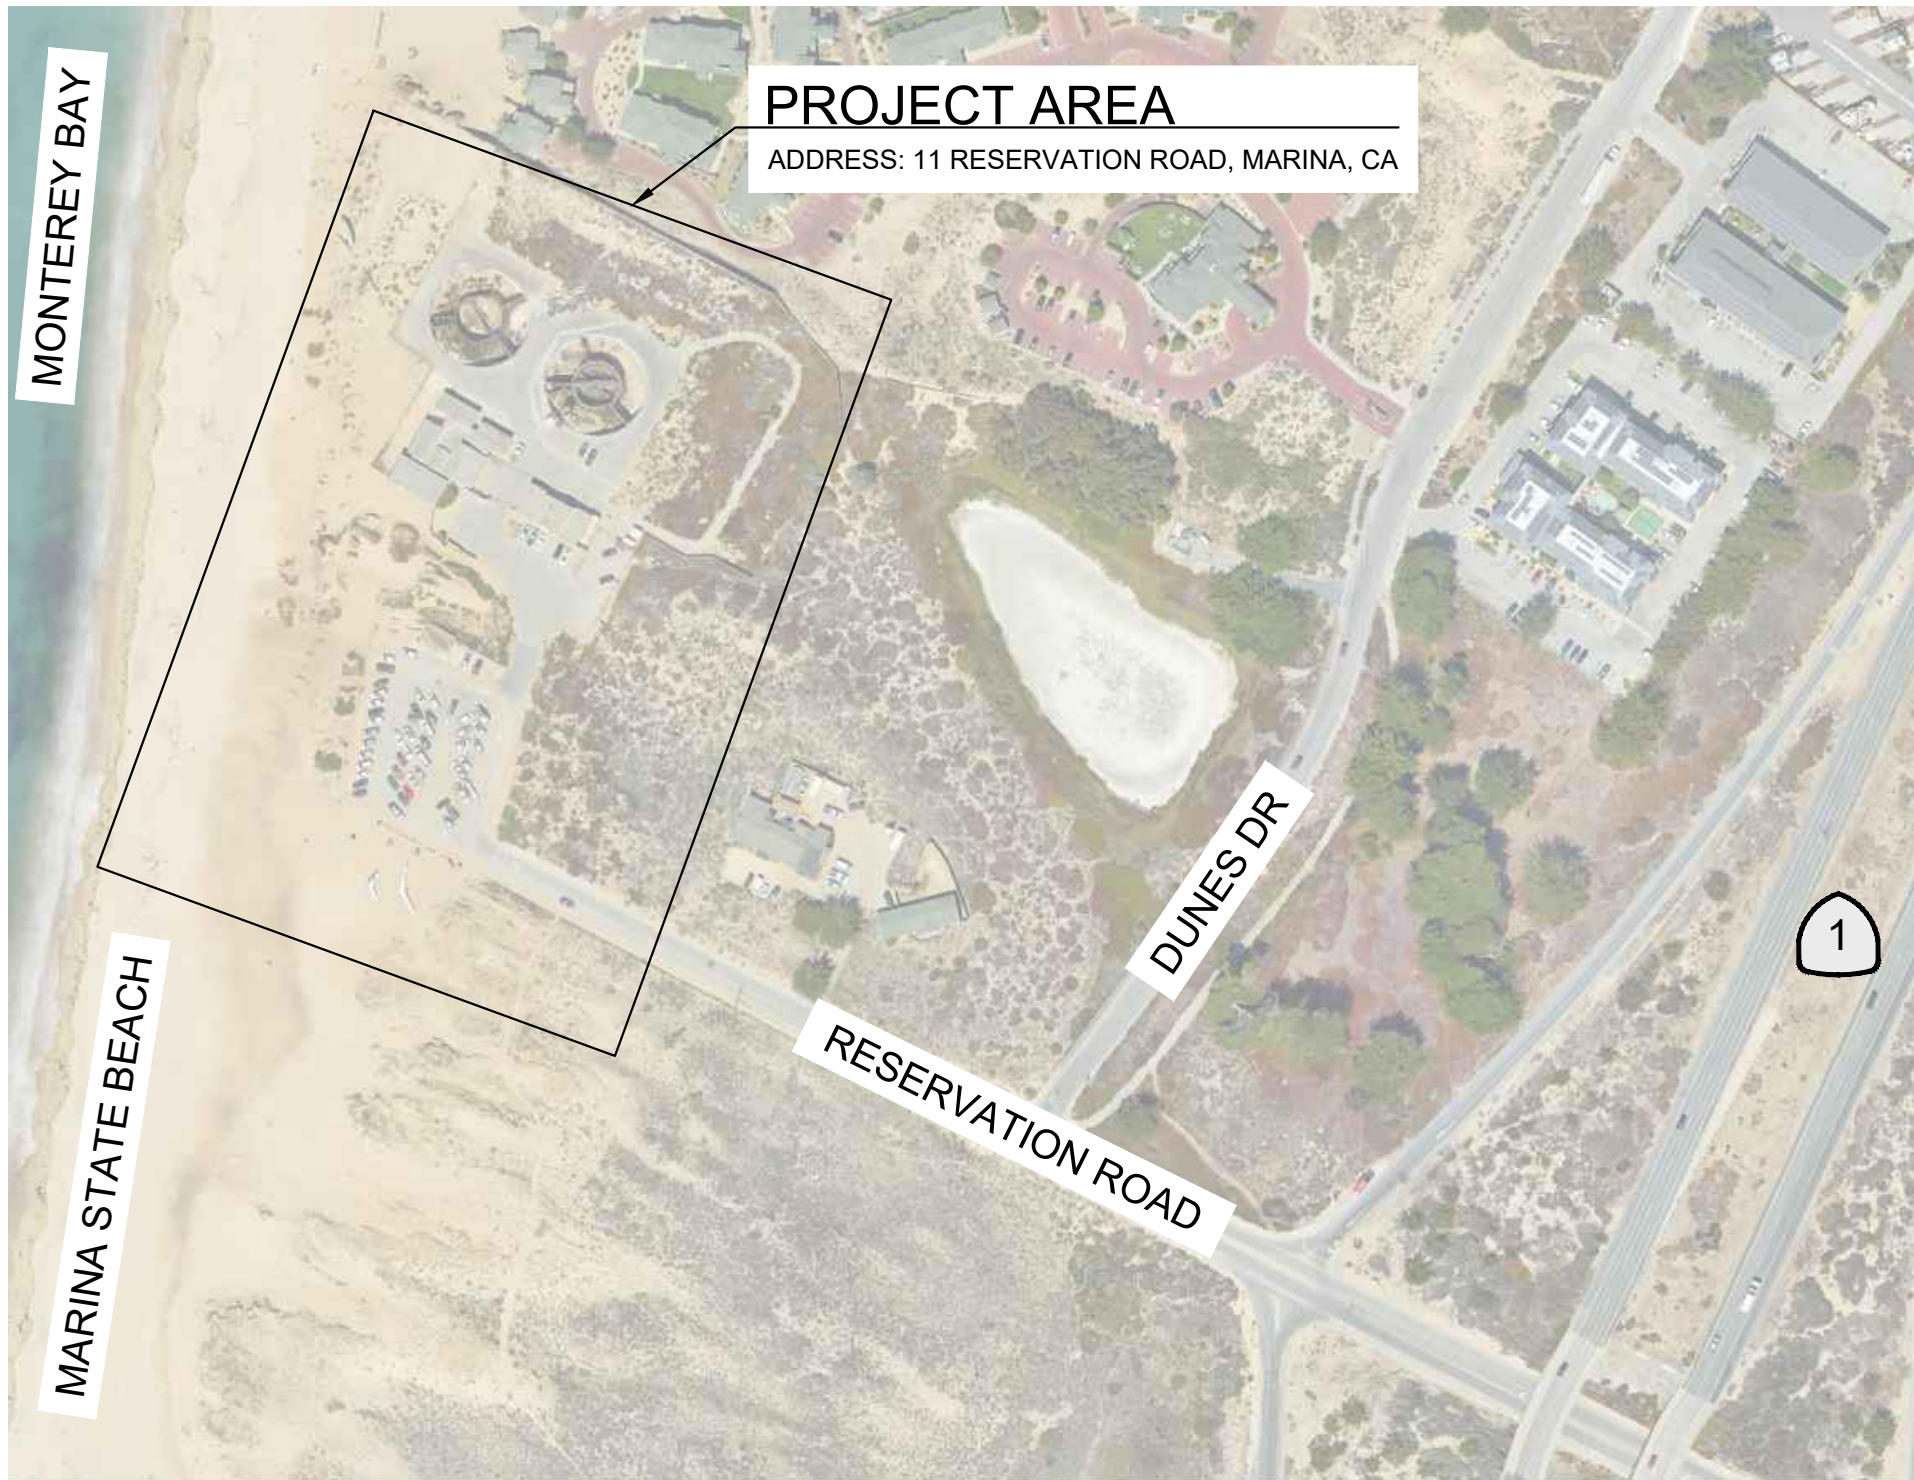 PROJECT AREA
ADDRESS: 11 RESERVATION ROAD, MARINA, CA
MONTEREY BAY
DUNES DR
1
MARINA STATE BEACH
RESERVATION ROAD